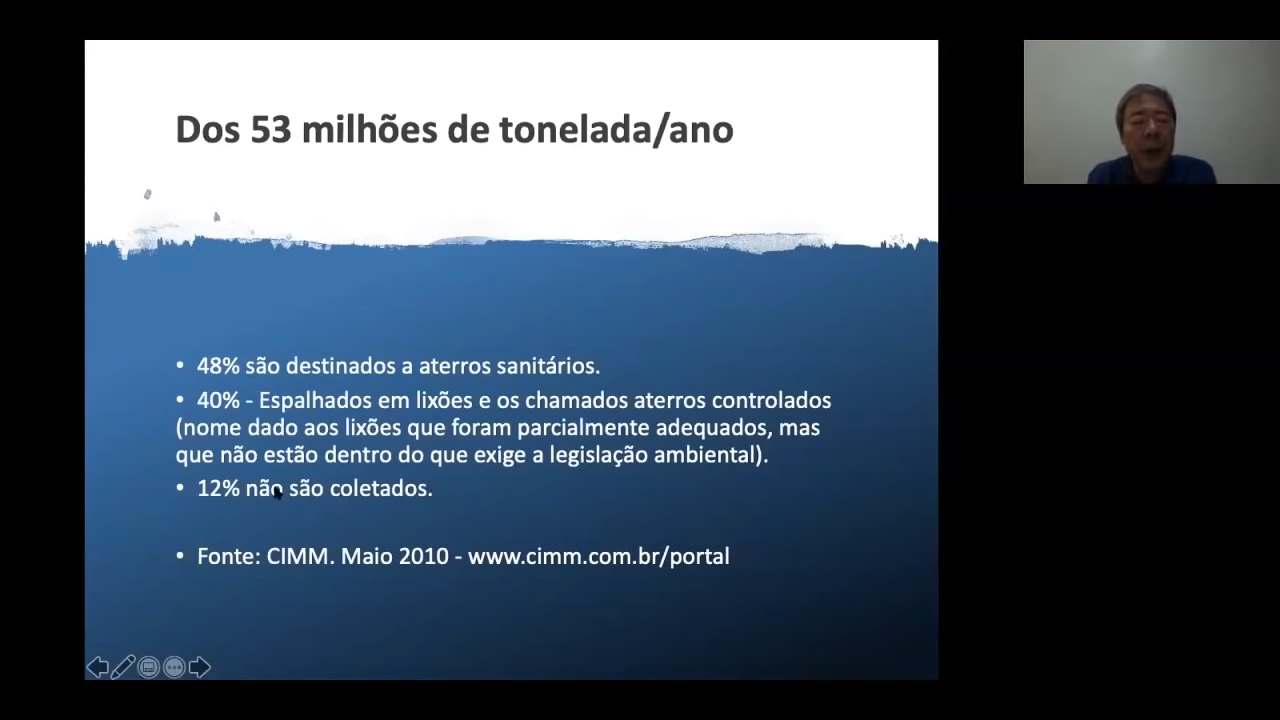 Dos 53 milhões de tonelada/ano
• 48% são destinados a aterros sanitários.
• 40% - Espalhados em lixões e os chamados aterros controlados
(nome dado aos lixões que foram parcialmente adequados, mas
que não estão dentro do que exige a legislação ambiental).
• 12% não são coletados.
• Fonte: CIMM. Maio 2010 - www.cimm.com.br/portal